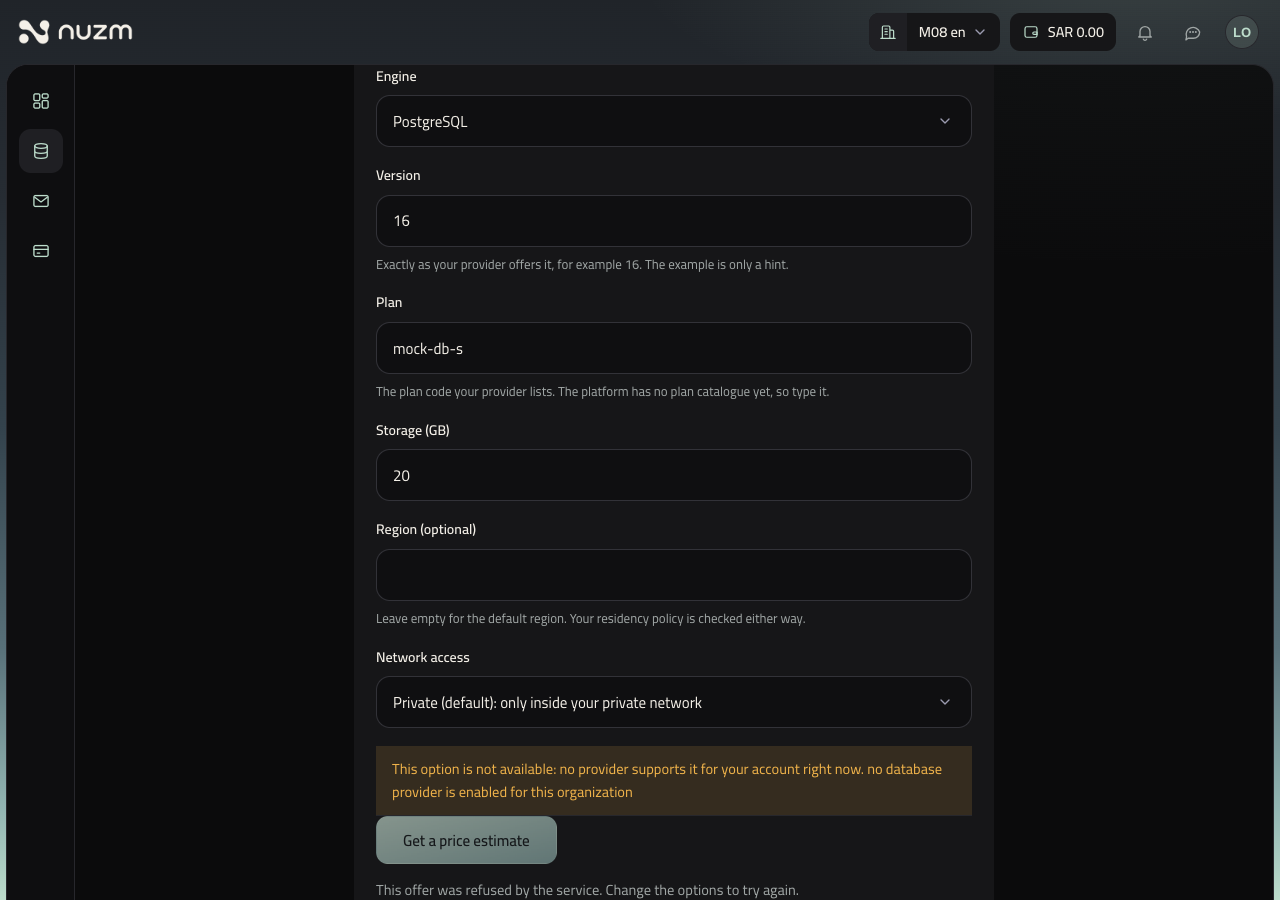 nuzm
M08 en
SAR 0.00
LO
Engine
PostgreSQL
Version
16
Exactly as your provider offers it, for example 16. The example is only a hint.
Plan
mock-db-s
The plan code your provider lists. The platform has no plan catalogue yet, so type it.
Storage (GB)
20
Region (optional)
Leave empty for the default region. Your residency policy is checked either way.
Network access
Private (default): only inside your private network
This option is not available: no provider supports it for your account right now. no database
provider is enabled for this organization
Get a price estimate
This offer was refused by the service. Change the options to try again.